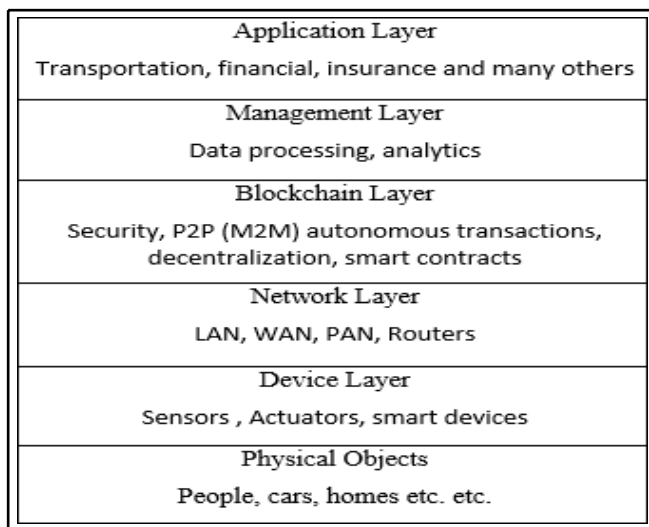 Application Layer
Transportation, financial, insurance and many others
Management Layer
Data processing, analytics
Blockchain Layer
Security, P2P (M2M) autonomous transactions,
decentralization, smart contracts
Network Layer
LAN, WAN, PAN, Routers
Device Layer
Sensors , Actuators, smart devices
Physical Objects
People, cars, homes etc. etc.